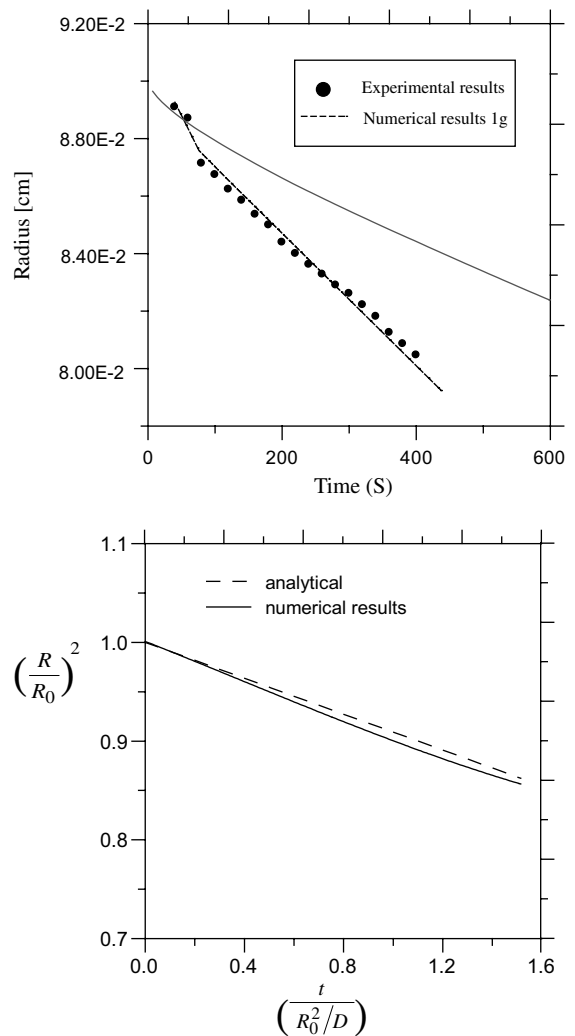 9.20E-2
8.80E-2
8.40E-2
8.00E-2
Radius [cm]
Experimental results
Numerical results 1g
0 200 400 600
Time (S)
1.1
1.0
0.9
0.8
0.7
(R/R₀)²
analytical
numerical results
0.0 0.4 0.8 1.2 1.6
(t/(R₀²/D))